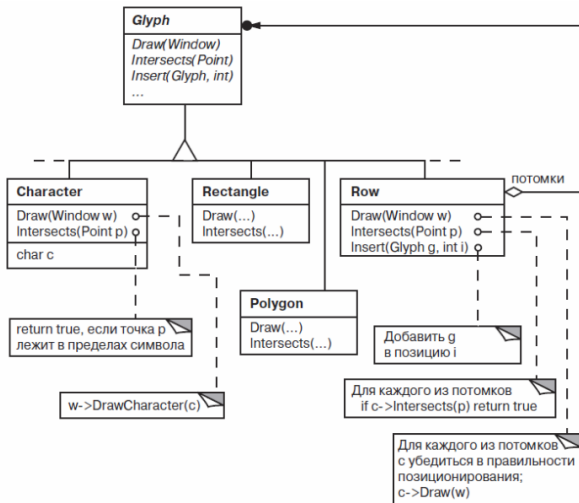 Glyph
Draw(Window)
Intersects(Point)
Insert(Glyph, int)
...
потомки
Character
Draw(Window w)
Intersects(Point p)
char c
Rectangle
Draw(...)
Intersects(...)
Row
Draw(Window w)
Intersects(Point p)
Insert(Glyph g, int i)
Polygon
Draw(...)
Intersects(...)
return true, если точка p
лежит в пределах символа
Добавить g
в позицию i
w->DrawCharacter(c)
Для каждого из потомков
if c->Intersects(p) return true
Для каждого из потомков
с убедиться в правильности
позиционирования;
c->Draw(w)